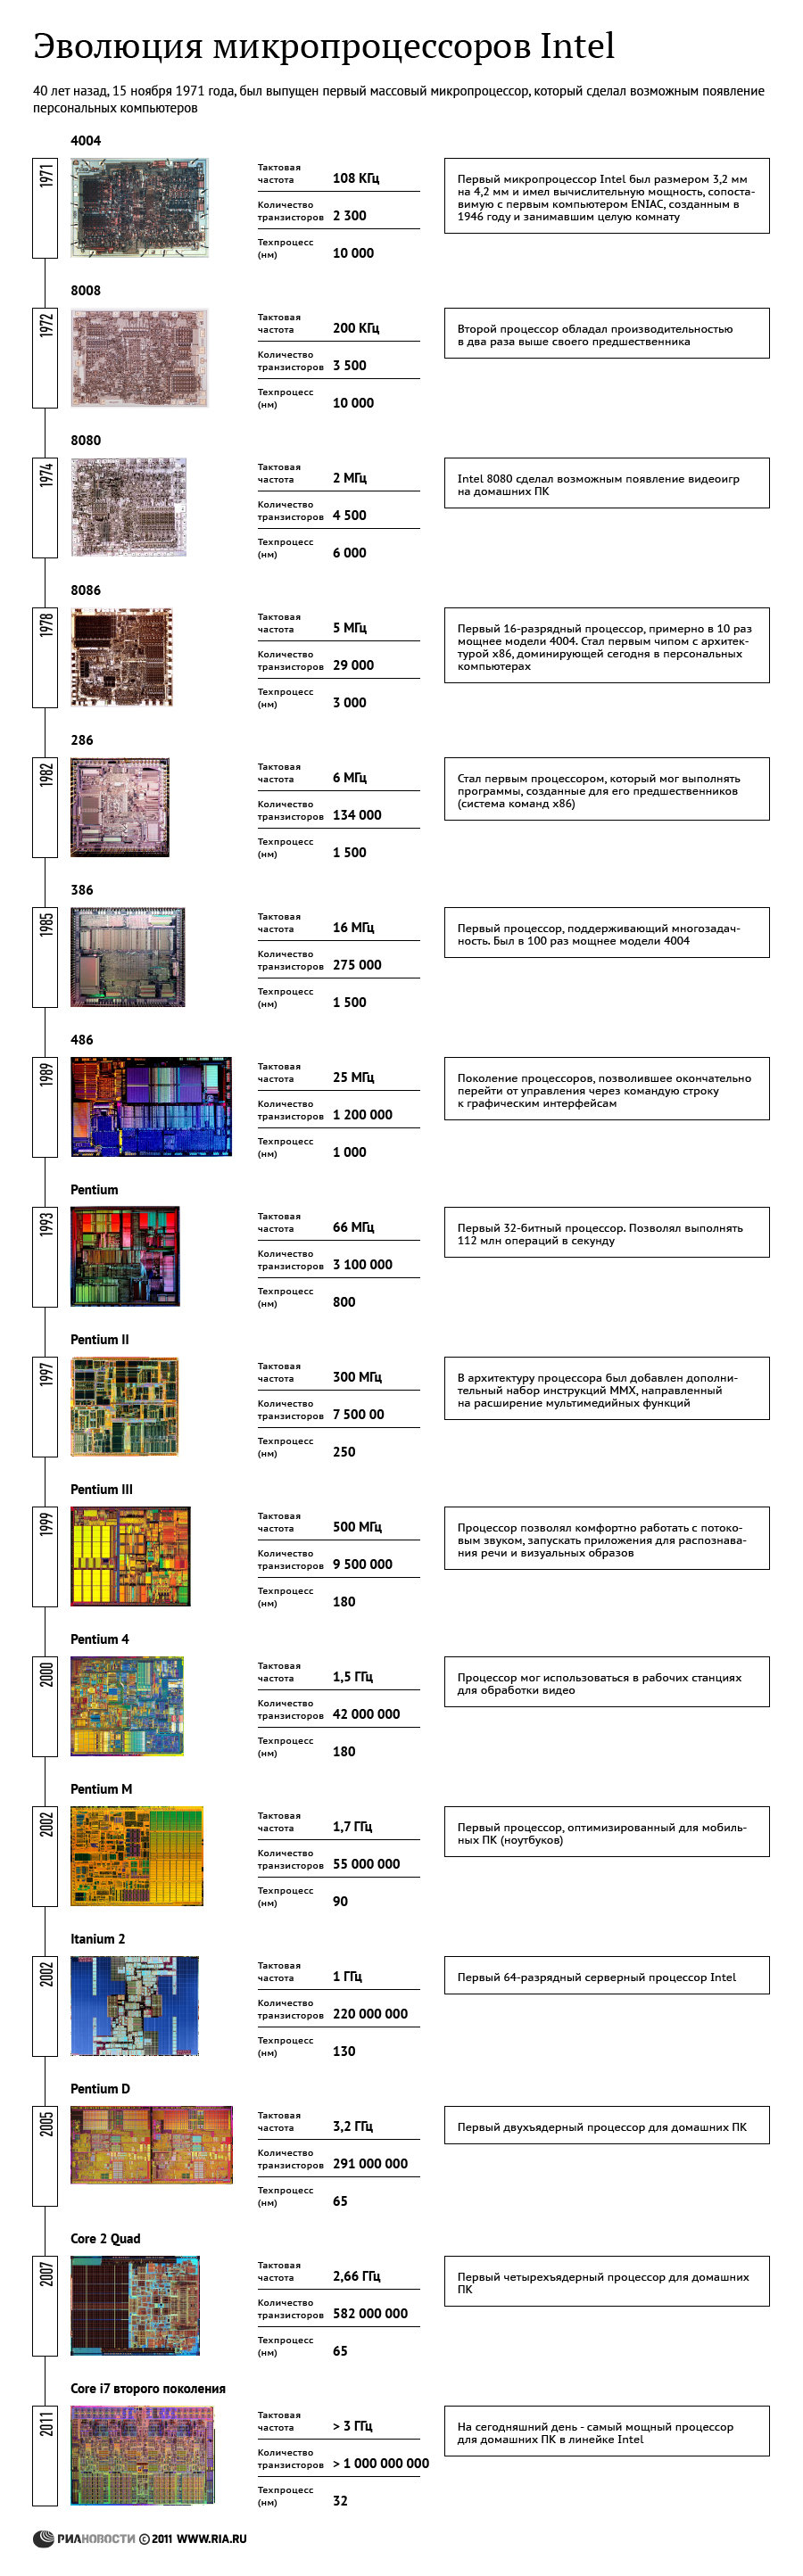 Эволюция микропроцессоров Intel
40 лет назад, 15 ноября 1971 года, был выпущен первый массовый микропроцессор, который сделал возможным появление
персональных компьютеров
4004
1971
Тактовая
частота 108 КГц
Количество
транзисторов 2 300
Техпроцесс
(нм) 10 000
Первый микропроцессор Intel был размером 3,2 мм
на 4,2 мм и имел вычислительную мощность, сопоста-
вимую с первым компьютером ENIAC, созданным в
1946 году и занимавшим целую комнату
8008
1972
Тактовая
частота 200 КГц
Количество
транзисторов 3 500
Техпроцесс
(нм) 10 000
Второй процессор обладал производительностью
в два раза выше своего предшественника
8080
1974
Тактовая
частота 2 МГц
Количество
транзисторов 4 500
Техпроцесс
(нм) 6 000
Intel 8080 сделал возможным появление видеоигр
на домашних ПК
8086
1978
Тактовая
частота 5 МГц
Количество
транзисторов 29 000
Техпроцесс
(нм) 3 000
Первый 16-разрядный процессор, примерно в 10 раз
мощнее модели 4004. Стал первым чипом с архитек-
турой x86, доминирующей сегодня в персональных
компьютерах
286
1982
Тактовая
частота 6 МГц
Количество
транзисторов 134 000
Техпроцесс
(нм) 1 500
Стал первым процессором, который мог выполнять
программы, созданные для его предшественников
(система команд x86)
386
1985
Тактовая
частота 16 МГц
Количество
транзисторов 275 000
Техпроцесс
(нм) 1 500
Первый процессор, поддерживающий многозадач-
ность. Был в 100 раз мощнее модели 4004
486
1989
Тактовая
частота 25 МГц
Количество
транзисторов 1 200 000
Техпроцесс
(нм) 1 000
Поколение процессоров, позволившее окончательно
перейти от управления через командую строку
к графическим интерфейсам
Pentium
1993
Тактовая
частота 66 МГц
Количество
транзисторов 3 100 000
Техпроцесс
(нм) 800
Первый 32-битный процессор. Позволял выполнять
112 млн операций в секунду
Pentium II
1997
Тактовая
частота 300 МГц
Количество
транзисторов 7 500 00
Техпроцесс
(нм) 250
В архитектуру процессора был добавлен дополни-
тельный набор инструкций MMX, направленный
на расширение мультимедийных функций
Pentium III
1999
Тактовая
частота 500 МГц
Количество
транзисторов 9 500 000
Техпроцесс
(нм) 180
Процессор позволял комфортно работать с потоко-
вым звуком, запускать приложения для распознава-
ния речи и визуальных образов
Pentium 4
2000
Тактовая
частота 1,5 ГГц
Количество
транзисторов 42 000 000
Техпроцесс
(нм) 180
Процессор мог использоваться в рабочих станциях
для обработки видео
Pentium M
2002
Тактовая
частота 1,7 ГГц
Количество
транзисторов 55 000 000
Техпроцесс
(нм) 90
Первый процессор, оптимизированный для мобиль-
ных ПК (ноутбуков)
Itanium 2
2002
Тактовая
частота 1 ГГц
Количество
транзисторов 220 000 000
Техпроцесс
(нм) 130
Первый 64-разрядный серверный процессор Intel
Pentium D
2005
Тактовая
частота 3,2 ГГц
Количество
транзисторов 291 000 000
Техпроцесс
(нм) 65
Первый двухъядерный процессор для домашних ПК
Core 2 Quad
2007
Тактовая
частота 2,66 ГГц
Количество
транзисторов 582 000 000
Техпроцесс
(нм) 65
Первый четырехъядерный процессор для домашних
ПК
Core i7 второго поколения
2011
Тактовая
частота > 3 ГГц
Количество
транзисторов > 1 000 000 000
Техпроцесс
(нм) 32
На сегодняшний день - самый мощный процессор
для домашних ПК в линейке Intel
РИАНОВОСТИ © 2011 WWW.RIA.RU